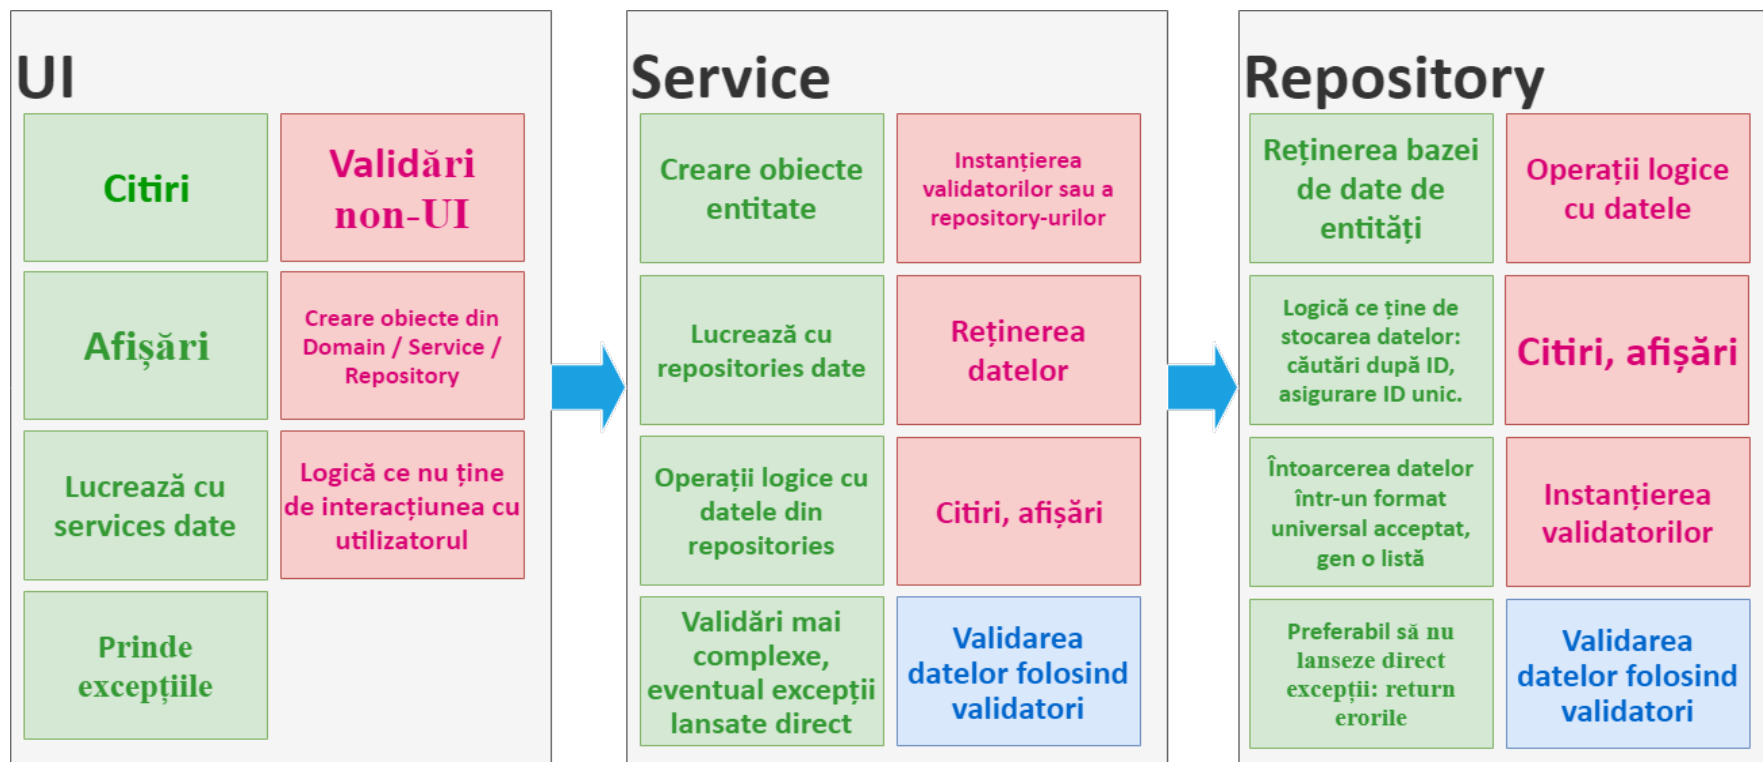 UI
Citiri
Validări
non-UI
Afișări
Creare obiecte din
Domain / Service /
Repository
Lucrează cu
services date
Logică ce nu ține
de interacțiunea cu
utilizatorul
Prinde
excepțiile
Service
Creare obiecte
entitate
Instanțierea
validatorilor sau a
repository-urilor
Lucrează cu
repositories date
Reținerea
datelor
Operații logice cu
datele din
repositories
Citiri, afișări
Validări mai
complexe,
eventual excepții
lansate direct
Validarea
datelor folosind
validatori
Repository
Reținerea bazei
de date de
entități
Operații logice
cu datele
Logică ce ține de
stocarea datelor:
căutări după ID,
asigurare ID unic.
Citiri, afișări
Întoarcerea datelor
într-un format
universal acceptat,
gen o listă
Instanțierea
validatorilor
Preferabil să nu
lanseze direct
excepții: return
erorile
Validarea
datelor folosind
validatori